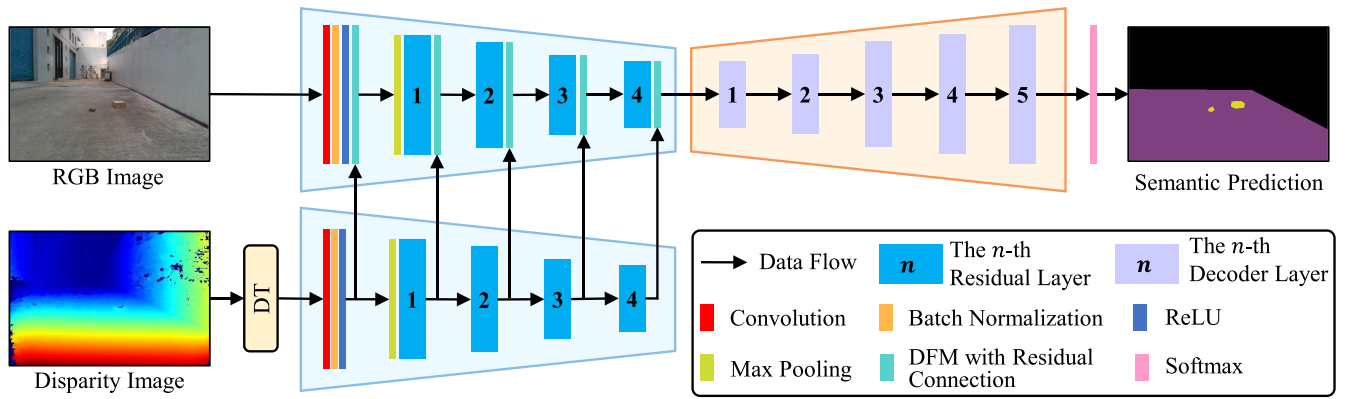 1
2
3
4
1
2
3
4
5
RGB Image
Semantic Prediction
DT
1
2
3
4
Disparity Image
Data Flow
n
The n-th
Residual Layer
n
The n-th
Decoder Layer
Convolution
Batch Normalization
ReLU
Max Pooling
DFM with Residual
Connection
Softmax